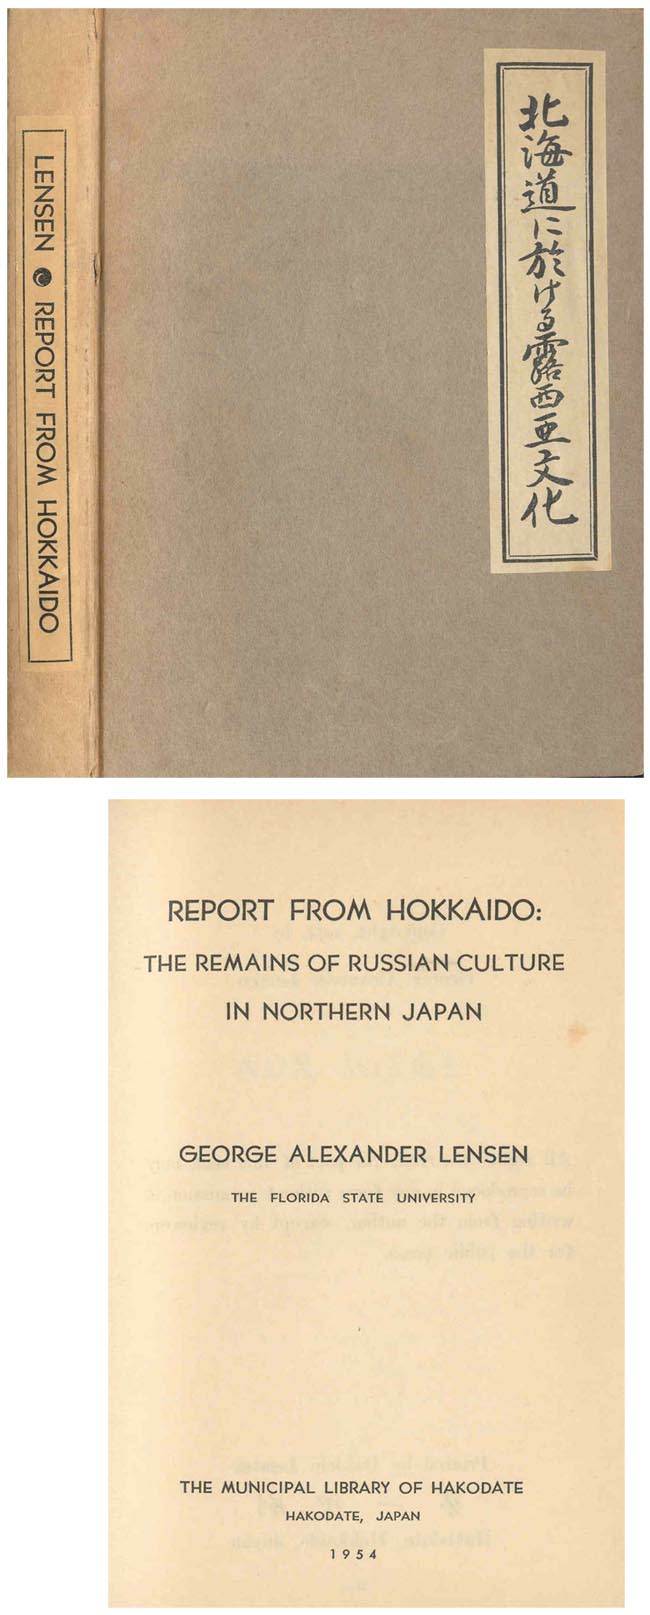 LENSEN REPORT FROM HOKKAIDO
北海道に於ける露西亜文化
REPORT FROM HOKKAIDO:
THE REMAINS OF RUSSIAN CULTURE
IN NORTHERN JAPAN
GEORGE ALEXANDER LENSEN
THE FLORIDA STATE UNIVERSITY
THE MUNICIPAL LIBRARY OF HAKODATE
HAKODATE, JAPAN
1954